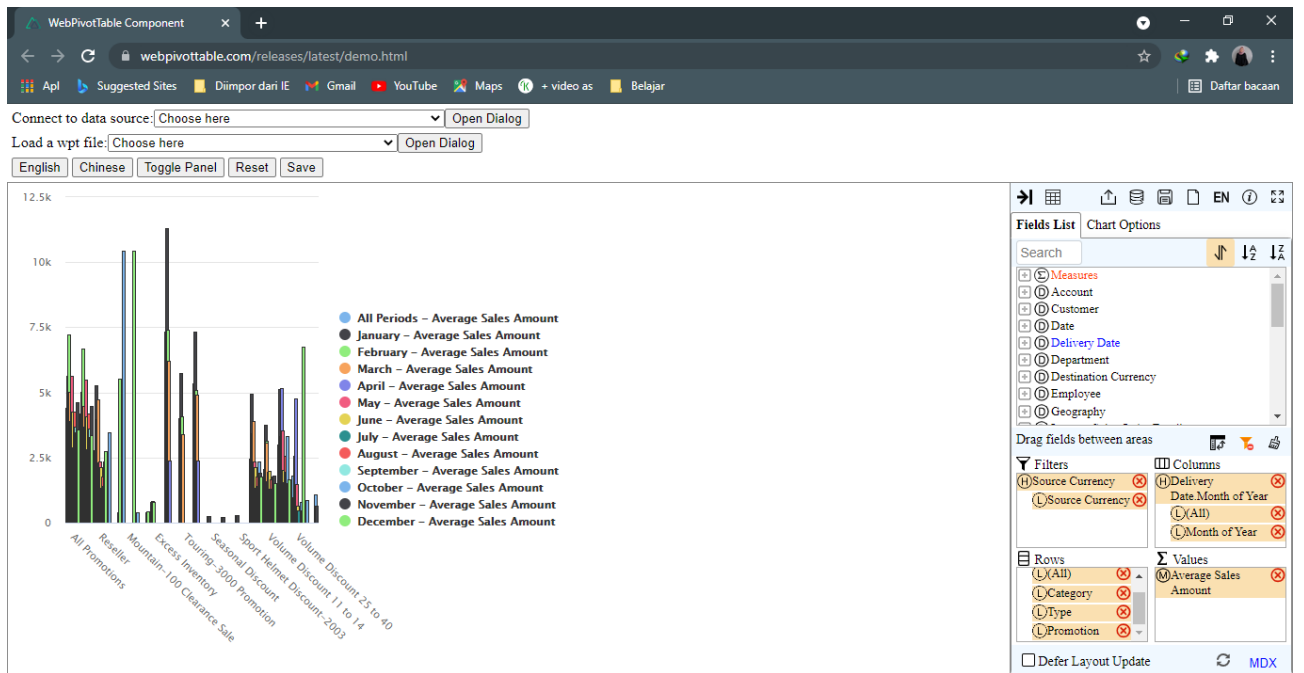 WebPivotTable Component
webpivottable.com/releases/latest/demo.html
Apl Suggested Sites Diimpor dari IE Gmail YouTube Maps + video as Belajar Daftar bacaan
Connect to data source: Choose here Open Dialog
Load a wpt file: Choose here Open Dialog
English Chinese Toggle Panel Reset Save
12.5k
10k
7.5k
5k
2.5k
0
All Promotions
Reseller
Mountain-100 Clearance Sale
Excess Inventory
Touring-3000 Promotion
Seasonal Discount
Sport Helmet Discount-2003
Volume Discount 11 to 14
Volume Discount 25 to 40
All Periods – Average Sales Amount
January – Average Sales Amount
February – Average Sales Amount
March – Average Sales Amount
April – Average Sales Amount
May – Average Sales Amount
June – Average Sales Amount
July – Average Sales Amount
August – Average Sales Amount
September – Average Sales Amount
October – Average Sales Amount
November – Average Sales Amount
December – Average Sales Amount
EN
Fields List Chart Options
Search
Measures
Account
Customer
Date
Delivery Date
Department
Destination Currency
Employee
Geography
Drag fields between areas
Filters
Source Currency
Source Currency
Columns
Delivery
Date.Month of Year
(All)
Month of Year
Rows
(All)
Category
Type
Promotion
Values
Average Sales
Amount
Defer Layout Update MDX